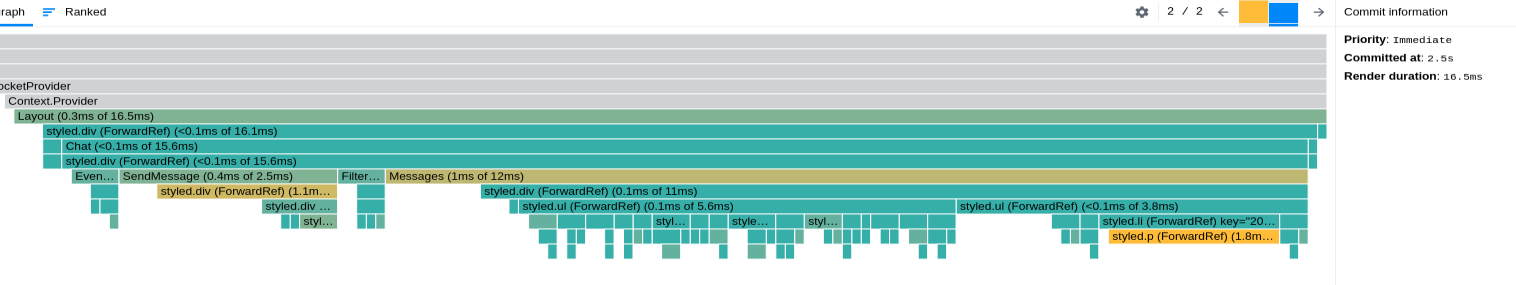 raph Ranked 2 / 2 Commit information
Priority: Immediate
Committed at: 2.5s
Render duration: 16.5ms
ocketProvider
Context.Provider
Layout (0.3ms of 16.5ms)
styled.div (ForwardRef) (<0.1ms of 16.1ms)
Chat (<0.1ms of 15.6ms)
styled.div (ForwardRef) (<0.1ms of 15.6ms)
Even… SendMessage (0.4ms of 2.5ms) Filter… Messages (1ms of 12ms)
styled.div (ForwardRef) (1.1m… styled.div (ForwardRef) (0.1ms of 11ms)
styled.div … styled.ul (ForwardRef) (0.1ms of 5.6ms) styled.ul (ForwardRef) (<0.1ms of 3.8ms)
styl… styl… style… styl… styled.li (ForwardRef) key="20…
styled.p (ForwardRef) (1.8m…